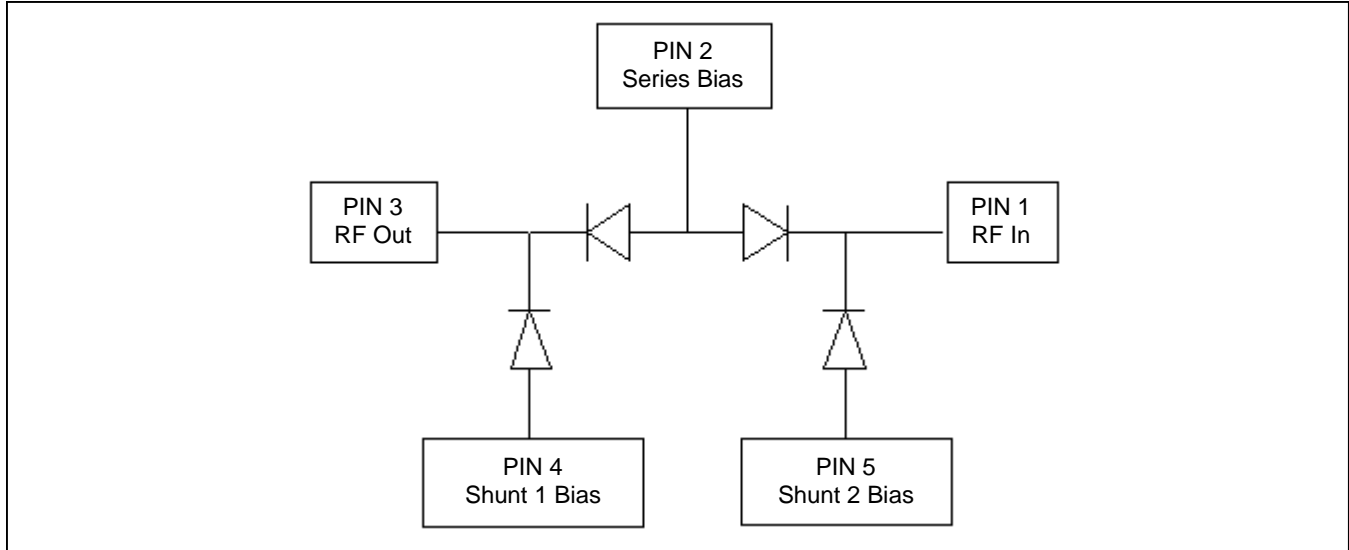 PIN 2
Series Bias
PIN 3
RF Out
PIN 1
RF In
PIN 4
Shunt 1 Bias
PIN 5
Shunt 2 Bias